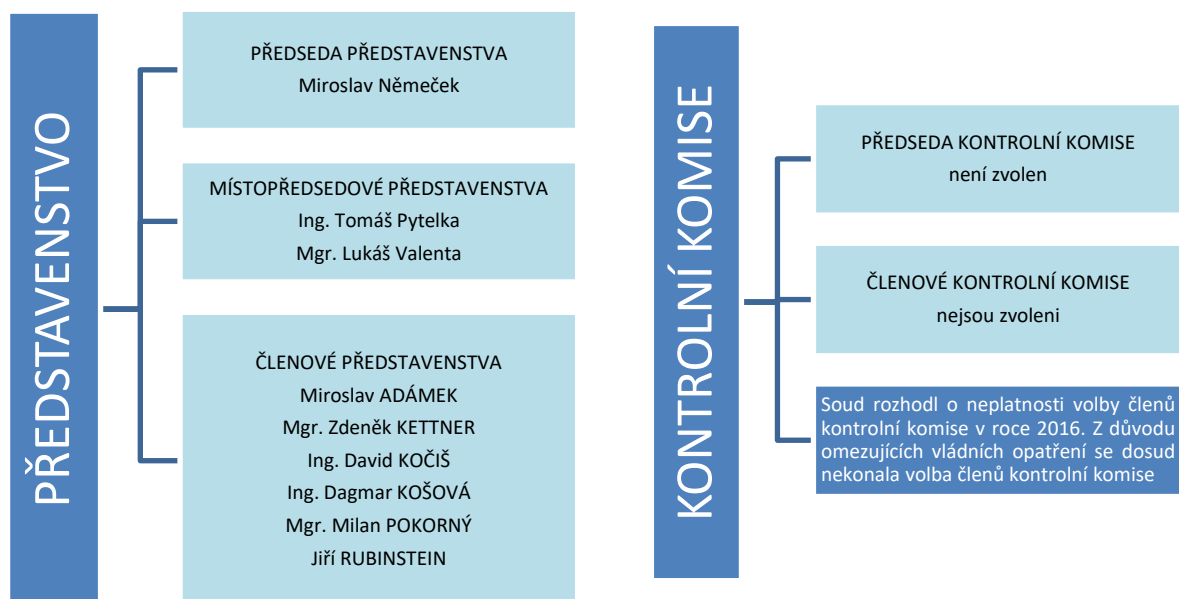 PŘEDSTAVENSTVO
PŘEDSEDA PŘEDSTAVENSTVA
Miroslav Němeček
MÍSTOPŘEDSEDOVÉ PŘEDSTAVENSTVA
Ing. Tomáš Pytelka
Mgr. Lukáš Valenta
ČLENOVÉ PŘEDSTAVENSTVA
Miroslav ADÁMEK
Mgr. Zdeněk KETTNER
Ing. David KOČIŠ
Ing. Dagmar KOŠOVÁ
Mgr. Milan POKORNÝ
Jiří RUBINSTEIN
KONTROLNÍ KOMISE
PŘEDSEDA KONTROLNÍ KOMISE
není zvolen
ČLENOVÉ KONTROLNÍ KOMISE
nejsou zvoleni
Soud rozhodl o neplatnosti volby členů
kontrolní komise v roce 2016. Z důvodu
omezujících vládních opatření se dosud
nekonala volba členů kontrolní komise